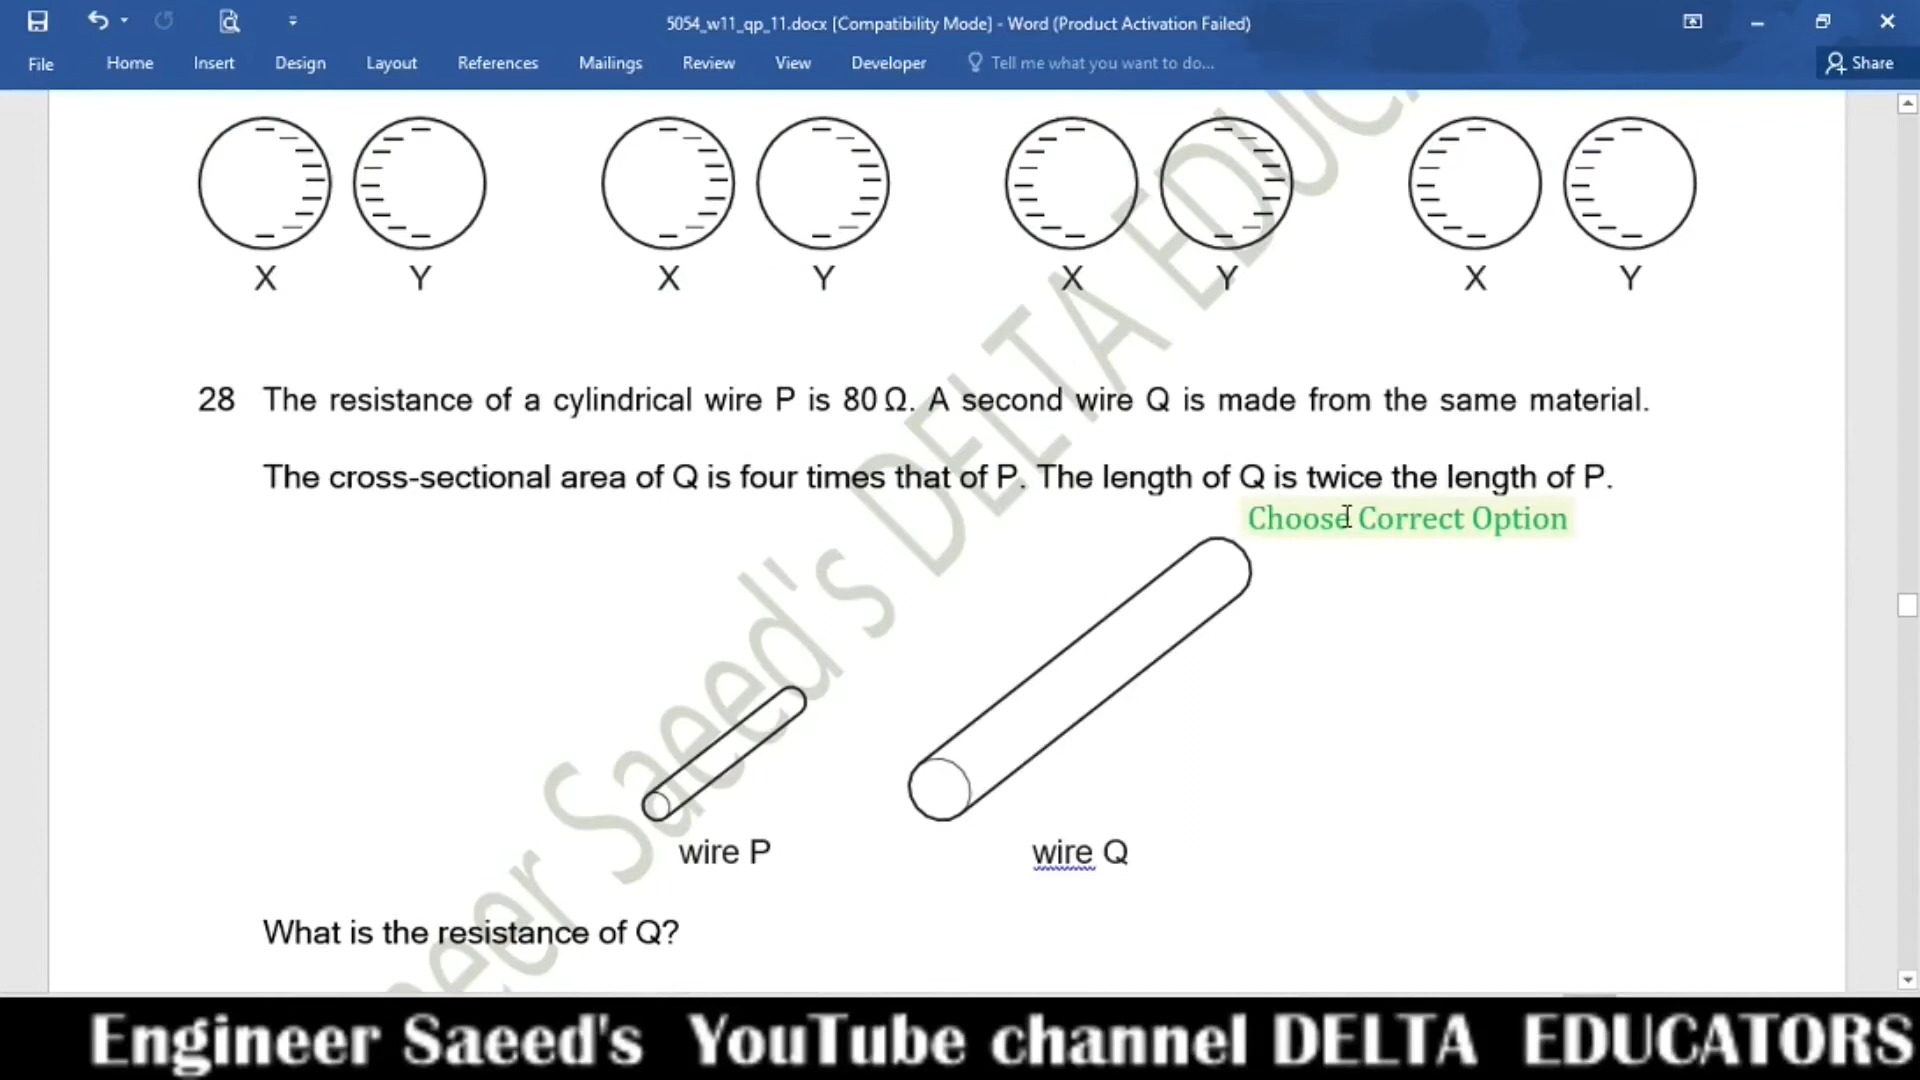 5054_w11_qp_11.docx [Compatibility Mode] - Word (Product Activation Failed)
File Home Insert Design Layout References Mailings Review View Developer Tell me what you want to do... Share
X Y X Y X Y X Y
28 The resistance of a cylindrical wire P is 80 Ω. A second wire Q is made from the same material.
The cross-sectional area of Q is four times that of P. The length of Q is twice the length of P.
Choose Correct Option
wire P wire Q
What is the resistance of Q?
neer Saeed's DELTA EDUCA
Engineer Saeed's YouTube channel DELTA EDUCATORS